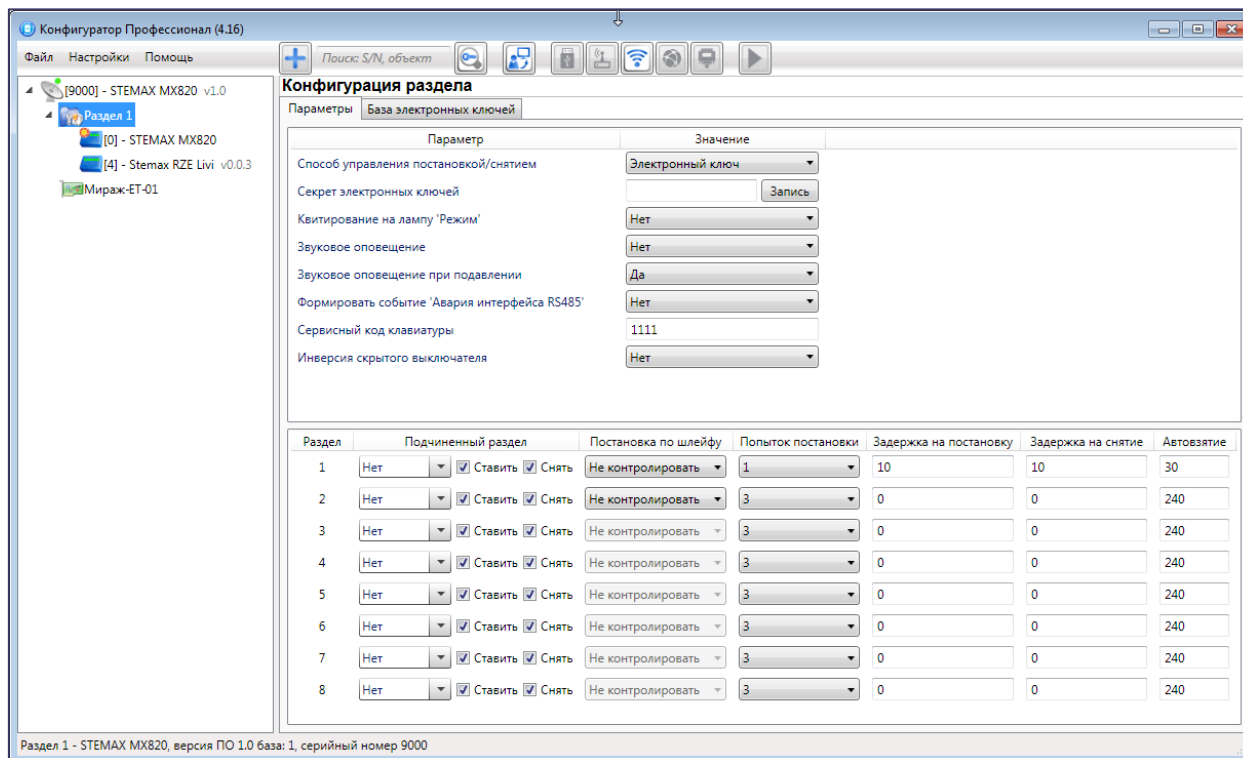 Конфигуратор Профессионал (4.16)
Файл Настройки Помощь
Поиск: S/N, объект
[9000] - STEMAX MX820 v1.0
Раздел 1
[0] - STEMAX MX820
[4] - Stemax RZE Livi v0.0.3
Мираж-ЕТ-01
Конфигурация раздела
Параметры База электронных ключей
Параметр Значение
Способ управления постановкой/снятием Электронный ключ
Секрет электронных ключей Запись
Квитирование на лампу 'Режим' Нет
Звуковое оповещение Нет
Звуковое оповещение при подавлении Да
Формировать событие 'Авария интерфейса RS485' Нет
Сервисный код клавиатуры 1111
Инверсия скрытого выключателя Нет
Раздел Подчиненный раздел Постановка по шлейфу Попыток постановки Задержка на постановку Задержка на снятие Автовзятие
1 Нет Ставить Снять Не контролировать 1 10 10 30
2 Нет Ставить Снять Не контролировать 3 0 0 240
3 Нет Ставить Снять Не контролировать 3 0 0 240
4 Нет Ставить Снять Не контролировать 3 0 0 240
5 Нет Ставить Снять Не контролировать 3 0 0 240
6 Нет Ставить Снять Не контролировать 3 0 0 240
7 Нет Ставить Снять Не контролировать 3 0 0 240
8 Нет Ставить Снять Не контролировать 3 0 0 240
Раздел 1 - STEMAX MX820, версия ПО 1.0 база: 1, серийный номер 9000